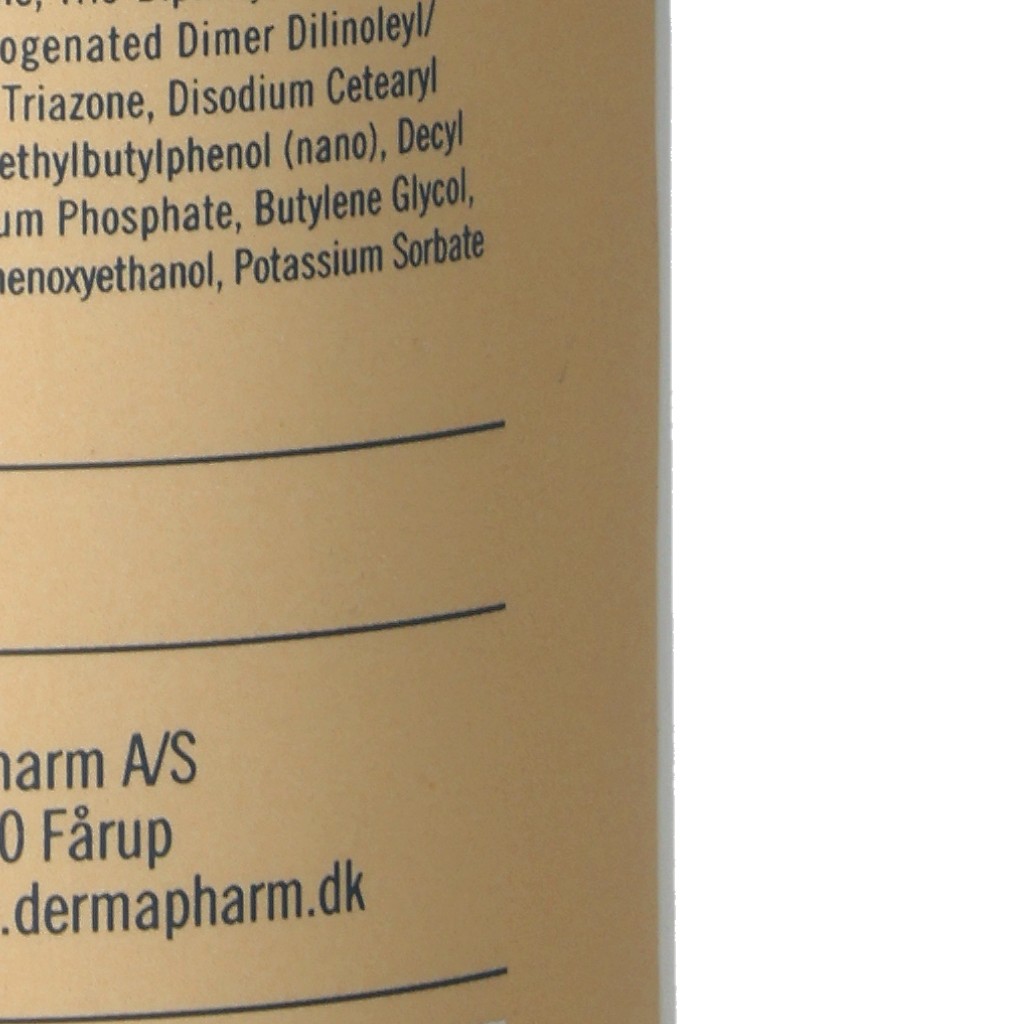 ogenated Dimer Dilinoleyl/
Triazone, Disodium Cetearyl
ethylbutylphenol (nano), Decyl
um Phosphate, Butylene Glycol,
enoxyethanol, Potassium Sorbate
harm A/S
0 Fårup
.dermapharm.dk